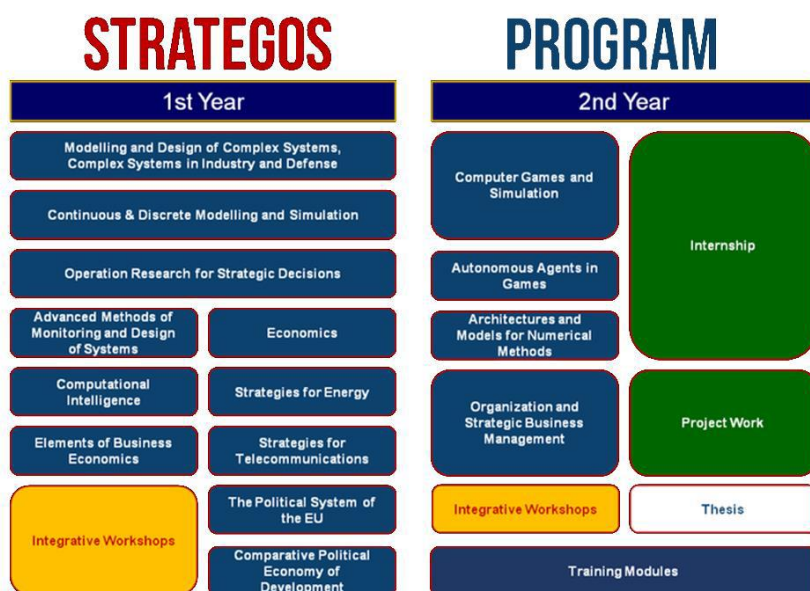 STRATEGOS PROGRAM
1st Year
Modelling and Design of Complex Systems,
Complex Systems in Industry and Defense
Continuous & Discrete Modelling and Simulation
Operation Research for Strategic Decisions
Advanced Methods of
Monitoring and Design
of Systems
Economics
Computational
Intelligence
Strategies for Energy
Elements of Business
Economics
Strategies for
Telecommunications
Integrative Workshops
The Political System of
the EU
Comparative Political
Economy of
Development
2nd Year
Computer Games and
Simulation
Internship
Autonomous Agents in
Games
Architectures and
Models for Numerical
Methods
Organization and
Strategic Business
Management
Project Work
Integrative Workshops
Thesis
Training Modules